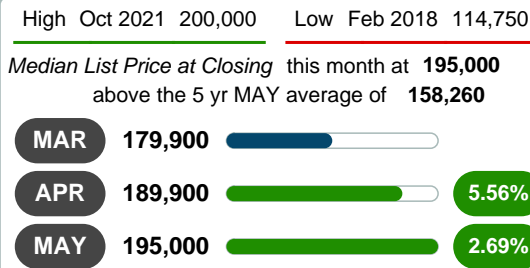 High Oct 2021 200,000 Low Feb 2018 114,750
Median List Price at Closing this month at 195,000
above the 5 yr MAY average of 158,260
MAR 179,900
APR 189,900 5.56%
MAY 195,000 2.69%